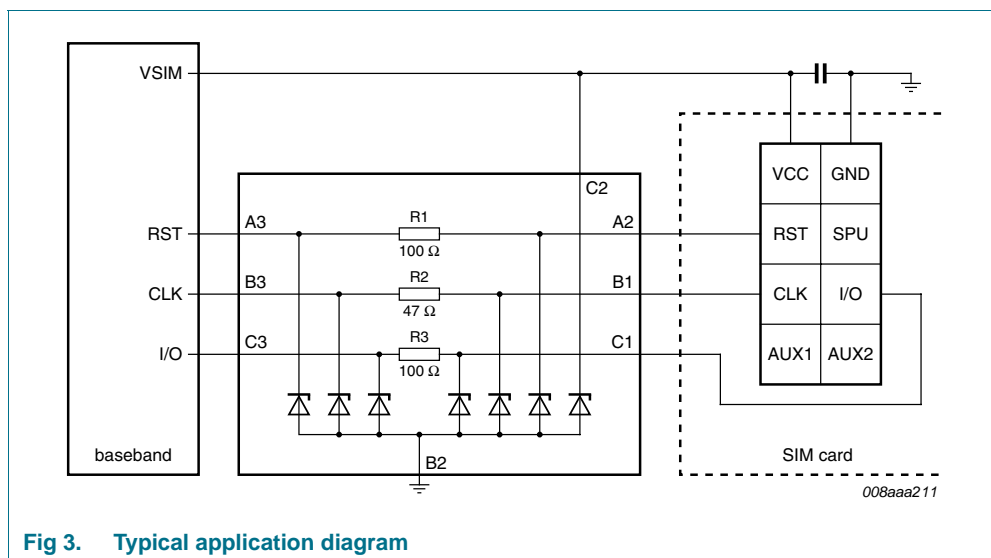 VSIM
C2
VCC GND
RST A3 R1 A2 RST SPU
100 Ω
CLK B3 R2 B1 CLK I/O
47 Ω
I/O C3 R3 C1 AUX1 AUX2
100 Ω
baseband B2 SIM card
008aaa211
Fig 3. Typical application diagram